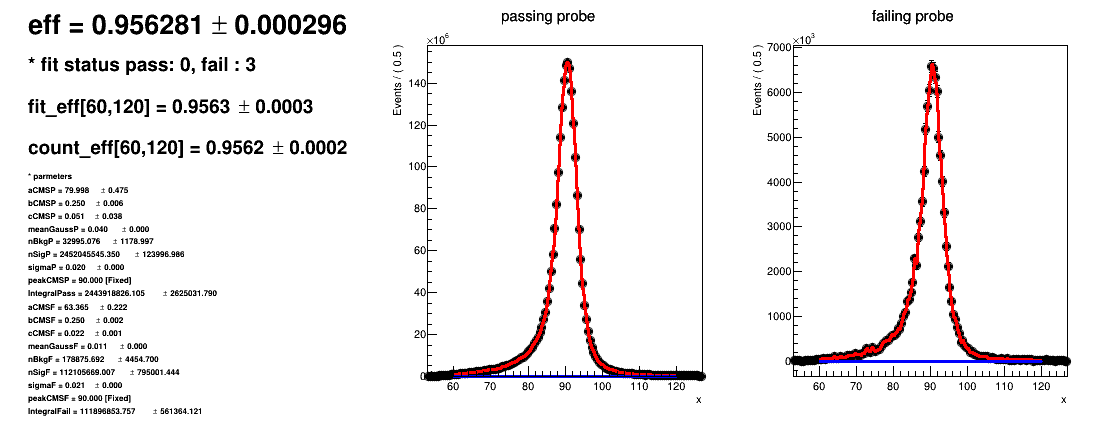 eff = 0.956281 ± 0.000296
* fit status pass: 0, fail : 3
fit_eff[60,120] = 0.9563 ± 0.0003
count_eff[60,120] = 0.9562 ± 0.0002
* parmeters
aCMSP = 79.998 ± 0.475
bCMSP = 0.250 ± 0.006
cCMSP = 0.051 ± 0.038
meanGaussP = 0.040 ± 0.000
nBkgP = 32995.076 ± 1178.997
nSigP = 2452045545.350 ± 123996.986
sigmaP = 0.020 ± 0.000
peakCMSP = 90.000 [Fixed]
IntegralPass = 2443918826.105 ± 2625031.790
aCMSF = 63.365 ± 0.222
bCMSF = 0.250 ± 0.002
cCMSF = 0.022 ± 0.001
meanGaussF = 0.011 ± 0.000
nBkgF = 178875.692 ± 4454.700
nSigF = 112105669.007 ± 795001.444
sigmaF = 0.021 ± 0.000
peakCMSF = 90.000 [Fixed]
IntegralFail = 111896853.757 ± 561364.121
passing probe
×10⁶
Events / ( 0.5 )
140
120
100
80
60
40
20
0
60 70 80 90 100 110 120
x
failing probe
×10³
Events / ( 0.5 )
7000
6000
5000
4000
3000
2000
1000
0
60 70 80 90 100 110 120
x